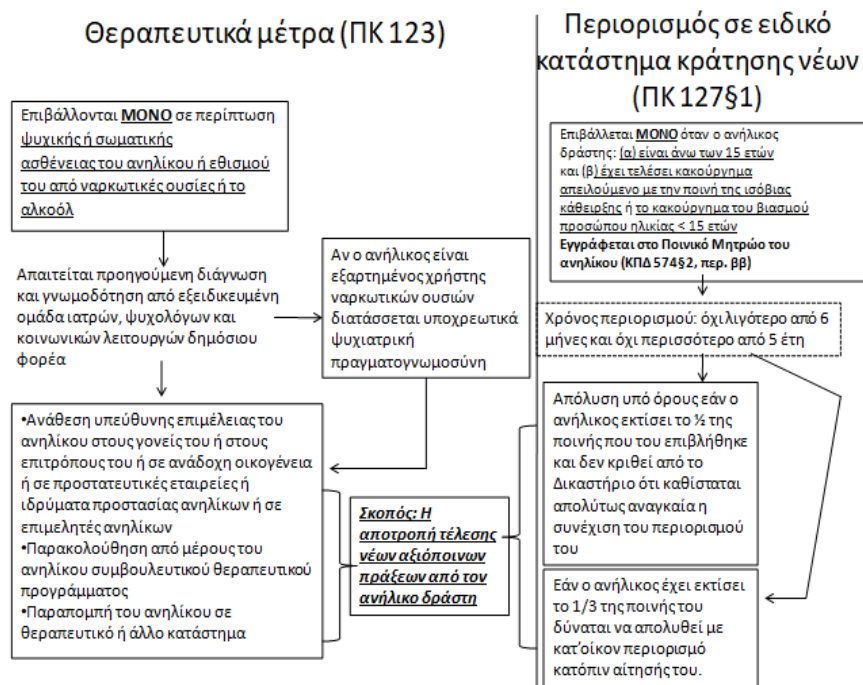 Θεραπευτικά μέτρα (ΠΚ 123)
Επιβάλλονται ΜΟΝΟ σε περίπτωση
ψυχικής ή σωματικής
ασθένειας του ανηλίκου ή εθισμού
του από ναρκωτικές ουσίες ή το
αλκοόλ
Απαιτείται προηγούμενη διάγνωση
και γνωμοδότηση από εξειδικευμένη
ομάδα ιατρών, ψυχολόγων και
κοινωνικών λειτουργών δημόσιου
φορέα
Αν ο ανήλικος είναι
εξαρτημένος χρήστης
ναρκωτικών ουσιών
διατάσσεται υποχρεωτικά
ψυχιατρική
πραγματογνωμοσύνη
•Ανάθεση υπεύθυνης επιμέλειας του
ανηλίκου στους γονείς του ή στους
επιτρόπους του ή σε ανάδοχη οικογένεια
ή σε προστατευτικές εταιρείες ή
ιδρύματα προστασίας ανηλίκων ή σε
επιμελητές ανηλίκων
•Παρακολούθηση από μέρους του
ανηλίκου συμβουλευτικού θεραπευτικού
προγράμματος
•Παραπομπή του ανηλίκου σε
θεραπευτικό ή άλλο κατάστημα
Σκοπός: Η
αποτροπή τέλεσης
νέων αξιόποινων
πράξεων από τον
ανήλικο δράστη
Περιορισμός σε ειδικό
κατάστημα κράτησης νέων
(ΠΚ 127§1)
Επιβάλλεται ΜΟΝΟ όταν ο ανήλικος
δράστης: (α) είναι άνω των 15 ετών
και (β) έχει τελέσει κακούργημα
απειλούμενο με την ποινή της ισόβιας
κάθειρξης ή το κακούργημα του βιασμού
προσώπου ηλικίας < 15 ετών
Εγγράφεται στο Ποινικό Μητρώο του
ανηλίκου (ΚΠΔ 574§2, περ. ββ)
Χρόνος περιορισμού: όχι λιγότερο από 6
μήνες και όχι περισσότερο από 5 έτη
Απόλυση υπό όρους εάν ο
ανήλικος εκτίσει το ½ της
ποινής που του επιβλήθηκε
και δεν κριθεί από το
Δικαστήριο ότι καθίσταται
απολύτως αναγκαία η
συνέχιση του περιορισμού
του
Εάν ο ανήλικος έχει εκτίσει
το 1/3 της ποινής του
δύναται να απολυθεί με
κατ'οίκον περιορισμό
κατόπιν αίτησής του.